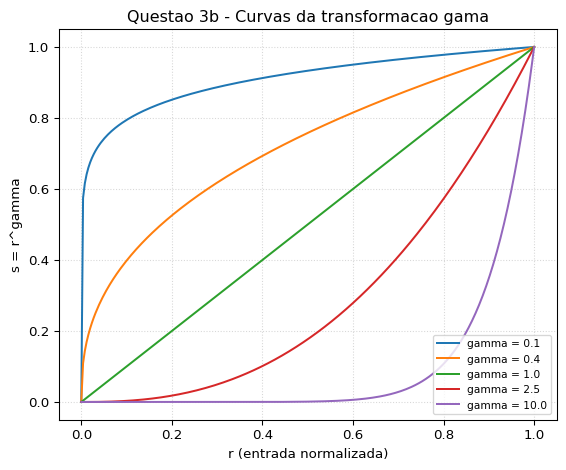 Questao 3b - Curvas da transformacao gama
s = r^gamma
1.0
0.8
0.6
0.4
0.2
0.0
gamma = 0.1
gamma = 0.4
gamma = 1.0
gamma = 2.5
gamma = 10.0
0.0 0.2 0.4 0.6 0.8 1.0
r (entrada normalizada)